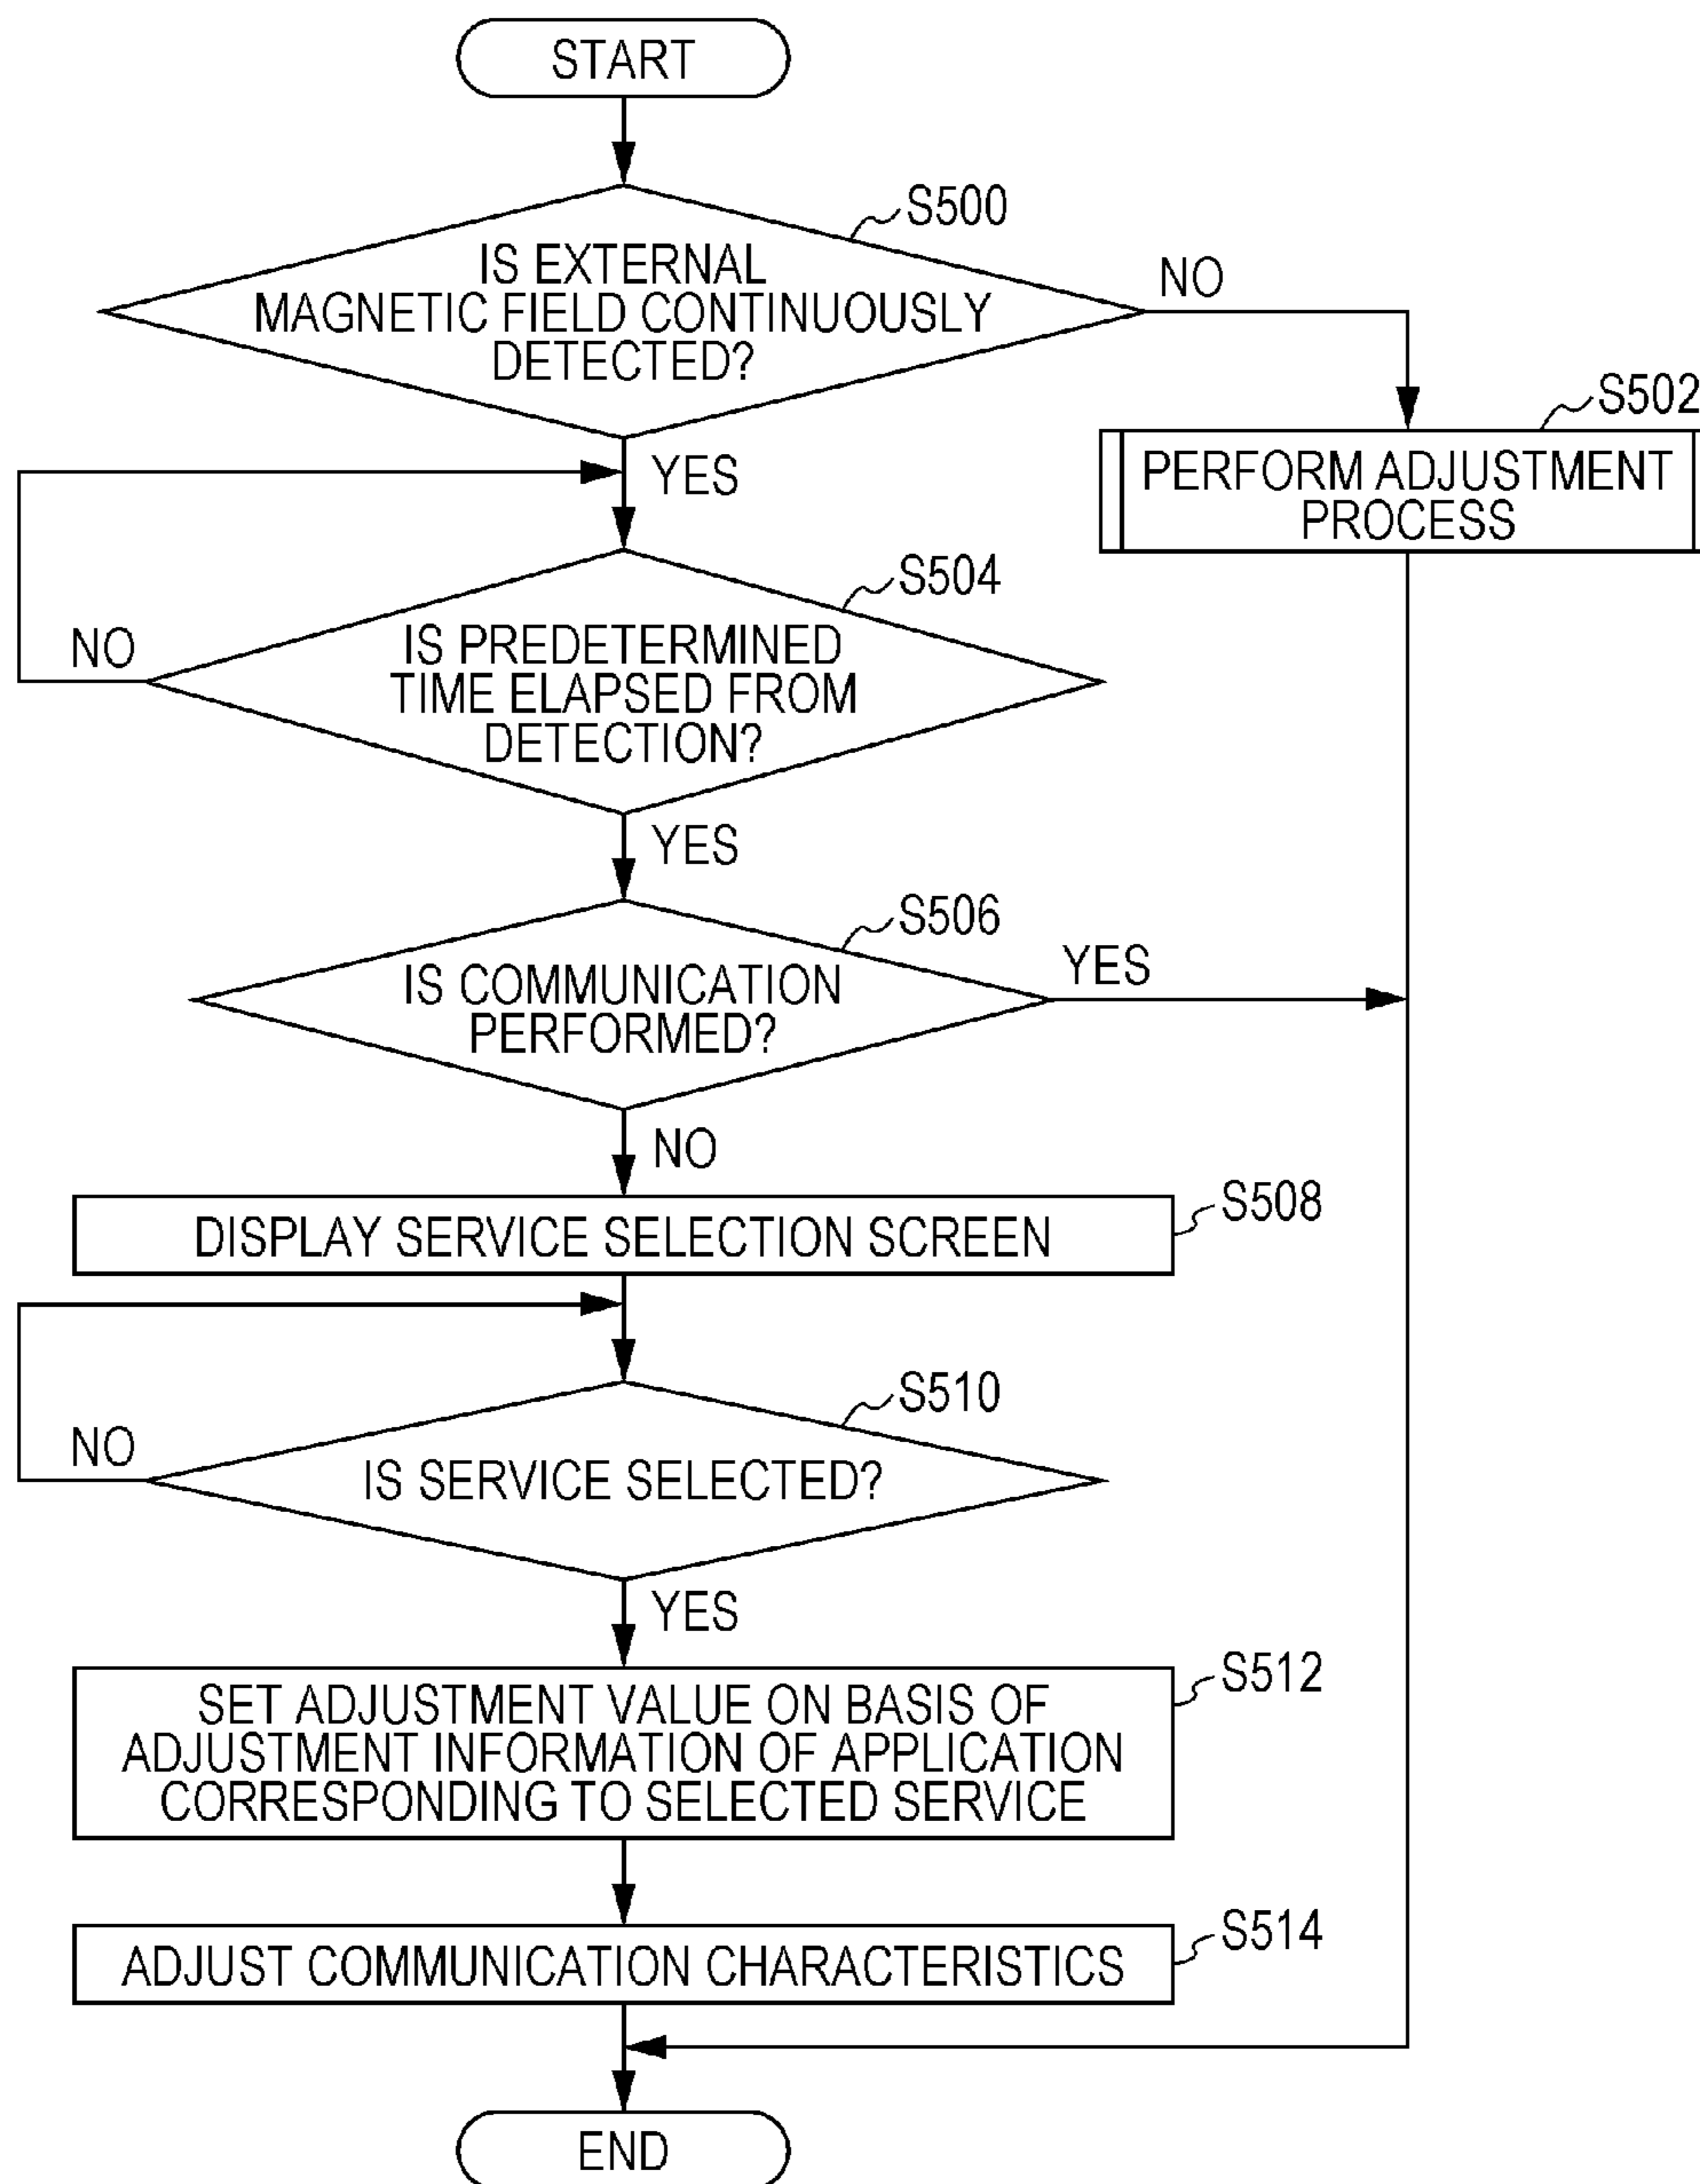 START
S500
IS EXTERNAL
MAGNETIC FIELD CONTINUOUSLY
DETECTED?
NO
S502
PERFORM ADJUSTMENT
PROCESS
YES
S504
NO
IS PREDETERMINED
TIME ELAPSED FROM
DETECTION?
YES
S506
IS COMMUNICATION
PERFORMED?
YES
NO
S508
DISPLAY SERVICE SELECTION SCREEN
S510
NO
IS SERVICE SELECTED?
YES
S512
SET ADJUSTMENT VALUE ON BASIS OF
ADJUSTMENT INFORMATION OF APPLICATION
CORRESPONDING TO SELECTED SERVICE
S514
ADJUST COMMUNICATION CHARACTERISTICS
END